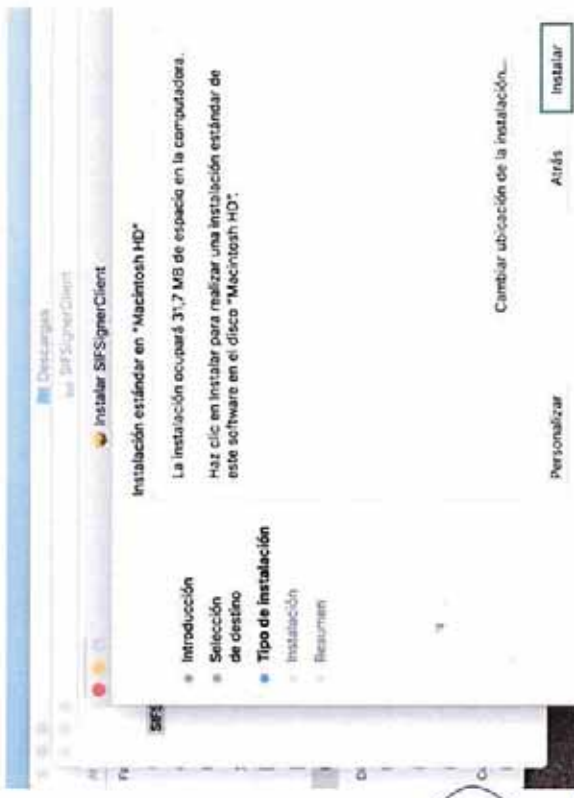 Descargas
SIFSignerClient
Instalar SIFSignerClient
Instalación estándar en "Macintosh HD"
Introducción
Selección
de destino
Tipo de instalación
Instalación
Resumen
La instalación ocupará 31,7 MB de espacio en la computadora.
Haz clic en Instalar para realizar una instalación estándar de
este software en el disco "Macintosh HD".
Cambiar ubicación de la instalación...
Personalizar
Atrás
Instalar
SIFS